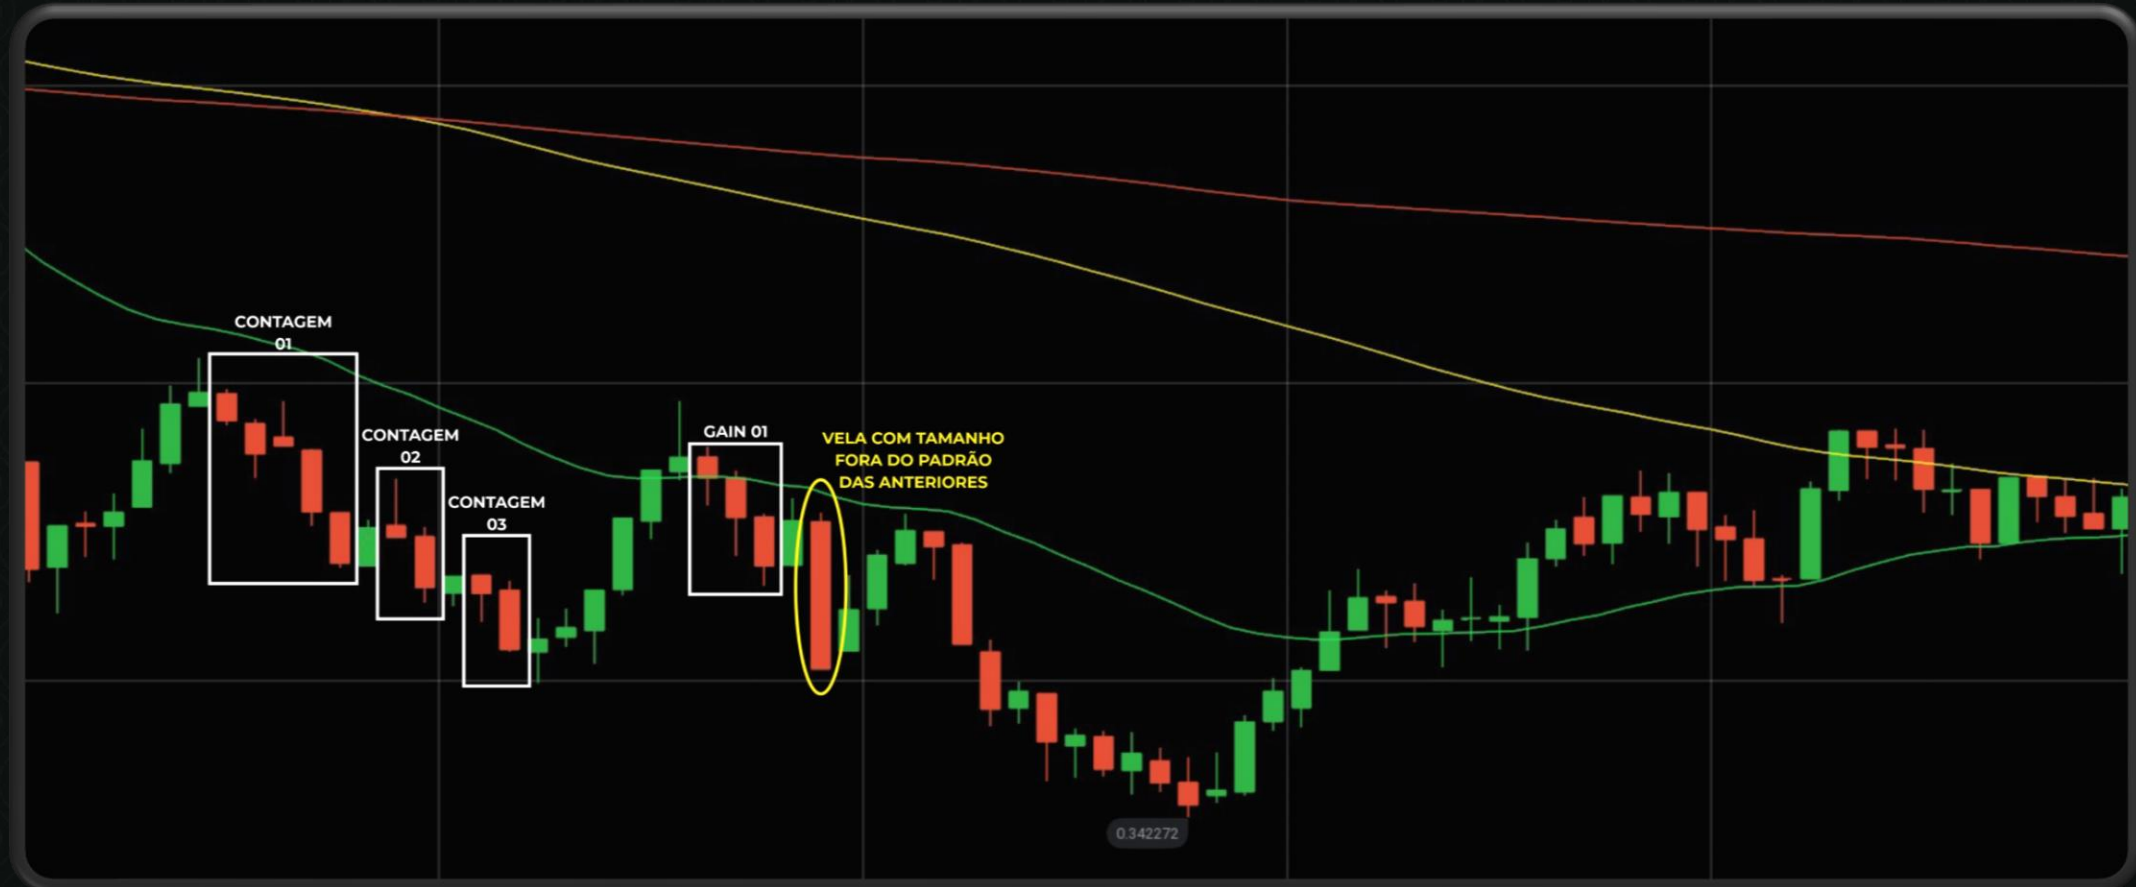 CONTAGEM
01
CONTAGEM
02
CONTAGEM
03
GAIN 01
VELA COM TAMANHO
FORA DO PADRÃO
DAS ANTERIORES
0.342272